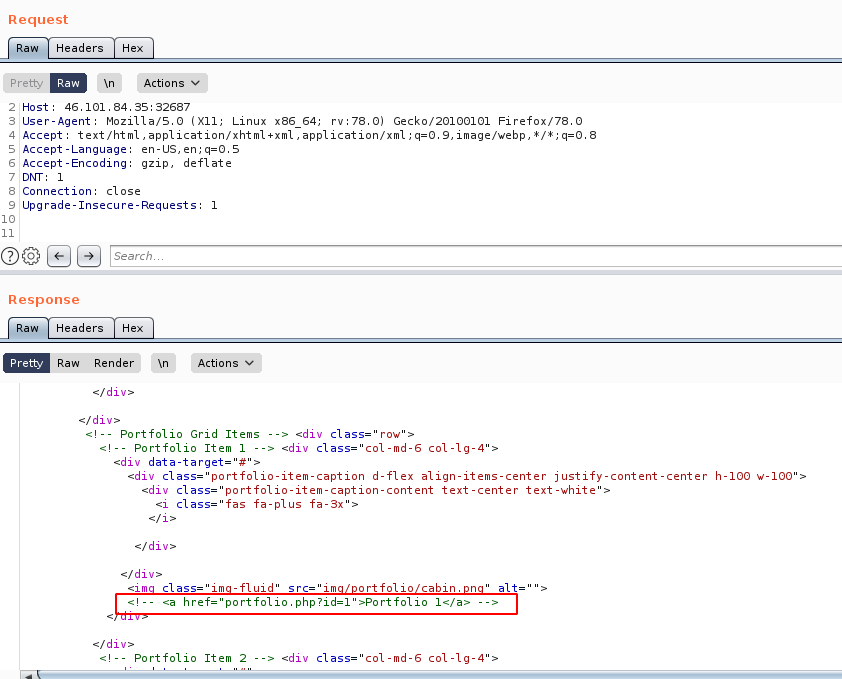 Request
Raw Headers Hex
Pretty Raw \n Actions
2 Host: 46.101.84.35:32687
3 User-Agent: Mozilla/5.0 (X11; Linux x86_64; rv:78.0) Gecko/20100101 Firefox/78.0
4 Accept: text/html,application/xhtml+xml,application/xml;q=0.9,image/webp,*/*;q=0.8
5 Accept-Language: en-US,en;q=0.5
6 Accept-Encoding: gzip, deflate
7 DNT: 1
8 Connection: close
9 Upgrade-Insecure-Requests: 1
10
11
? Search...
Response
Raw Headers Hex
Pretty Raw Render \n Actions
</div>
</div>
<!-- Portfolio Grid Items --> <div class="row">
<!-- Portfolio Item 1 --> <div class="col-md-6 col-lg-4">
<div data-target="#">
<div class="portfolio-item-caption d-flex align-items-center justify-content-center h-100 w-100">
<div class="portfolio-item-caption-content text-center text-white">
<i class="fas fa-plus fa-3x">
</i>
</div>
</div>
<img class="img-fluid" src="img/portfolio/cabin.png" alt="">
<!-- <a href="portfolio.php?id=1">Portfolio 1</a> -->
</div>
</div>
<!-- Portfolio Item 2 --> <div class="col-md-6 col-lg-4">